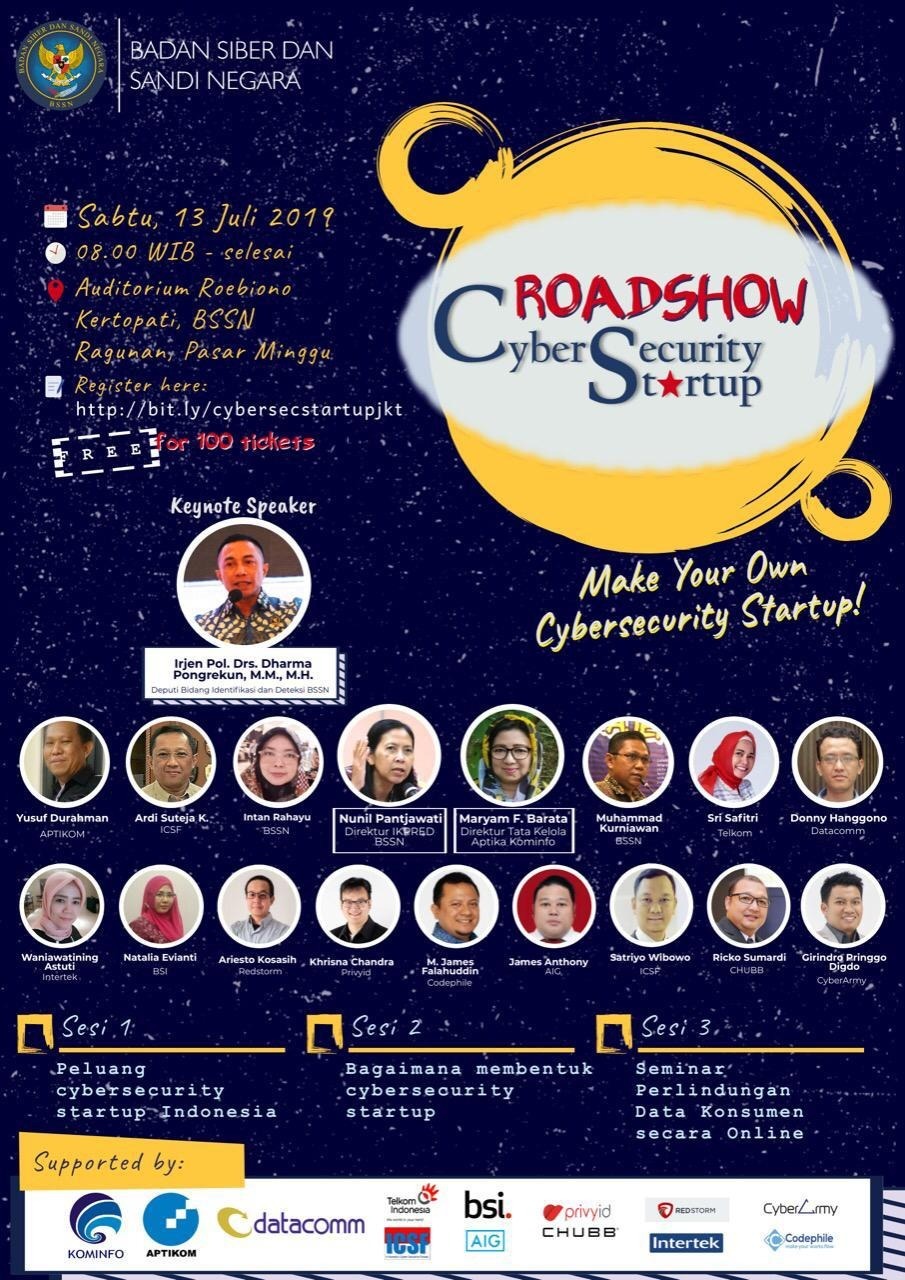 BADAN SIBER DAN SANDI NEGARA
BSSN
BADAN SIBER DAN
SANDI NEGARA
Sabtu, 13 Juli 2019
08.00 WIB - selesai
Auditorium Roebiono
Kertopati, BSSN
Ragunan, Pasar Minggu
Register here:
http://bit.ly/cybersecstartupjkt
FREE for 100 tickets
ROADSHOW
CyberSecurity
Startup
Make Your Own
Cybersecurity Startup!
Keynote Speaker
Irjen Pol. Drs. Dharma
Pongrekun, M.M., M.H.
Deputi Bidang Identifikasi dan Deteksi BSSN
Yusuf Durahman
APTIKOM
Ardi Suteja K.
ICSF
Intan Rahayu
BSSN
Nunil Pantjawati
Direktur
BSSN
Maryam F. Barata
Direktur Tata Kelola
Aptika Kominfo
Muhammad
Kurniawan
BSSN
Sri Safitri
Telkom
Donny Hanggono
Datacomm
Waniawatining
Astuti
Intertek
Natalia Evianti
BSI
Ariesto Kosasih
Redstorm
Khrisna Chandra
Privyid
M. James
Falahuddin
Codephile
James Anthony
AIG
Satriyo Wibowo
ICSF
Ricko Sumardi
CHUBB
Girindro Pringgo
Digdo
CyberArmy
Sesi 1
Peluang
cybersecurity
startup Indonesia
Sesi 2
Bagaimana membentuk
cybersecurity
startup
Sesi 3
Seminar
Perlindungan
Data Konsumen
secara Online
Supported by:
KOMINFO
APTIKOM
datacomm
Telkom
Indonesia
ICSF
bsi.
AIG
privyid
CHUBB
REDSTORM
Intertek
CyberArmy
Codephile